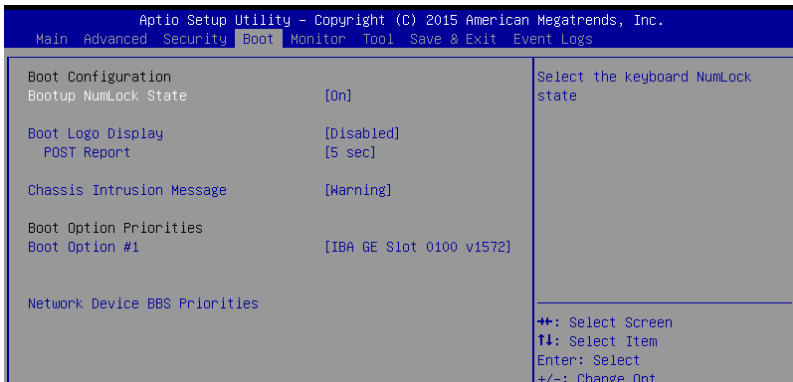 Aptio Setup Utility – Copyright (C) 2015 American Megatrends, Inc.
Main Advanced Security Boot Monitor Tool Save & Exit Event Logs
Boot Configuration
Bootup NumLock State [On]
Boot Logo Display [Disabled]
POST Report [5 sec]
Chassis Intrusion Message [Warning]
Boot Option Priorities
Boot Option #1 [IBA GE Slot 0100 v1572]
Network Device BBS Priorities
Select the keyboard NumLock
state
→←: Select Screen
↑↓: Select Item
Enter: Select
+/-: Change Opt